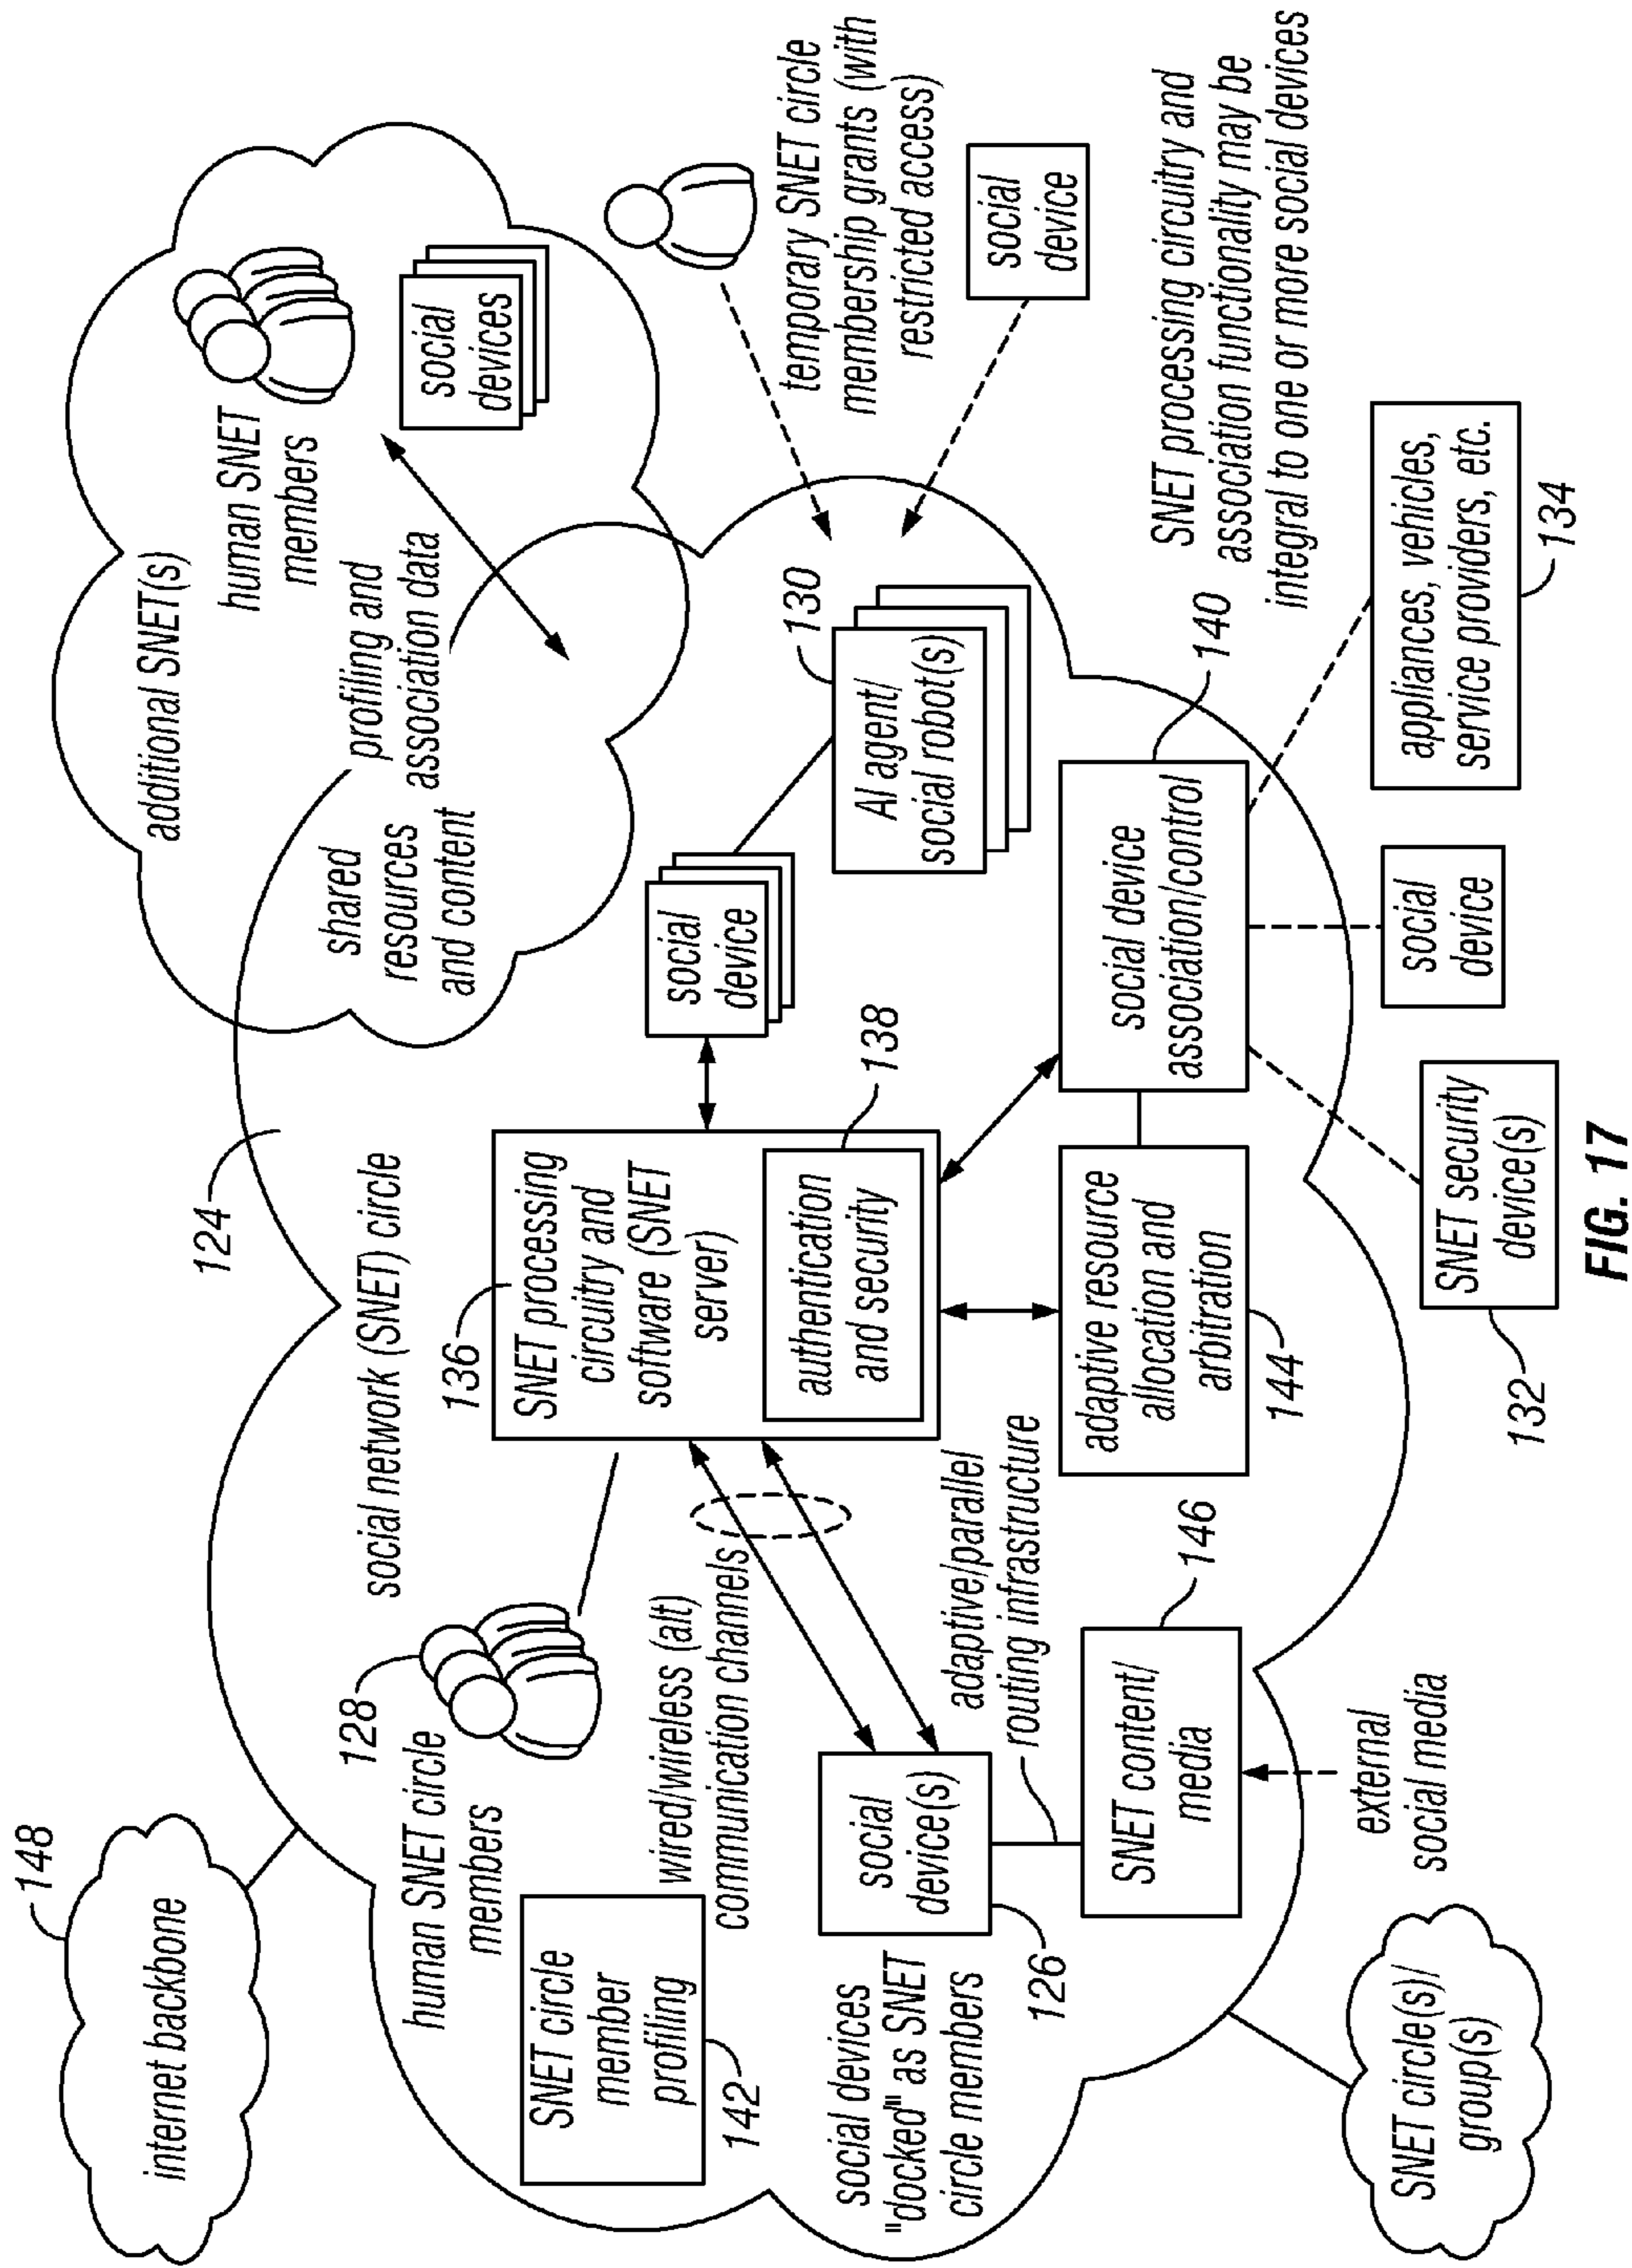 148
internet backbone
124
social network (SNET) circle
additional SNET(s)
human SNET
members
social
devices
profiling and
association data
shared
resources
and content
128
human SNET circle
members
SNET circle
member
profiling
142
136
SNET processing
circuitry and
software (SNET
server)
authentication
and security
138
wired/wireless (alt)
communication channels
social
device
130
AI agent/
social robot(s)
temporary SNET circle
membership grants (with
restricted access)
social
device
social devices
"docked" as SNET
circle members
social
device(s)
126
adaptive/parallel
routing infrastructure
adaptive resource
allocation and
arbitration
144
social device
association/control
140
SNET processing circuitry and
association functionality may be
integral to one or more social devices
SNET content/
media
146
external
social media
SNET circle(s)/
group(s)
SNET security
device(s)
132
social
device
appliances, vehicles,
service providers, etc.
134
FIG. 17